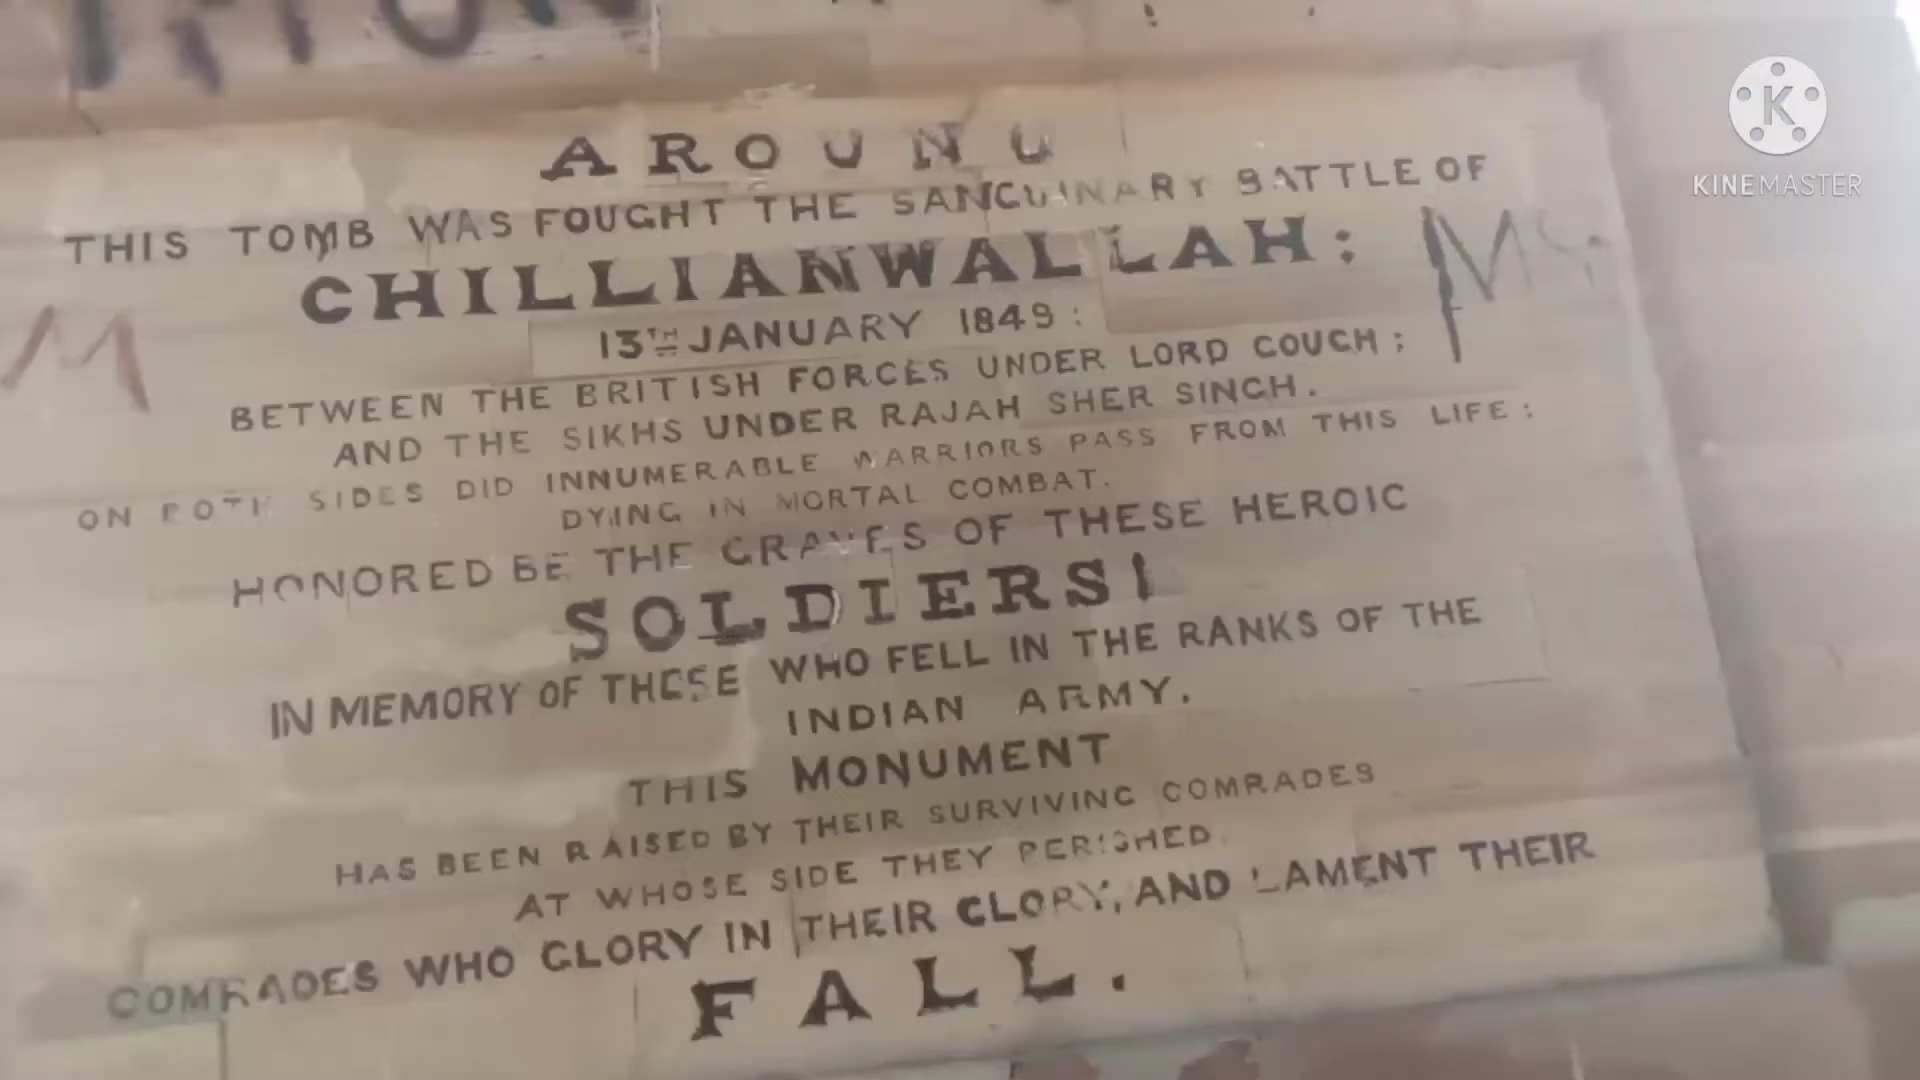 AROUND
THIS TOMB WAS FOUGHT THE SANGUINARY BATTLE OF
CHILLIANWALLAH:
13TH JANUARY 1849:
BETWEEN THE BRITISH FORCES UNDER LORD GOUGH;
AND THE SIKHS UNDER RAJAH SHER SINGH.
ON BOTH SIDES DID INNUMERABLE WARRIORS PASS FROM THIS LIFE:
DYING IN MORTAL COMBAT.
HONORED BE THE GRAVES OF THESE HEROIC
SOLDIERS!
IN MEMORY OF THOSE WHO FELL IN THE RANKS OF THE
INDIAN ARMY.
THIS MONUMENT
HAS BEEN RAISED BY THEIR SURVIVING COMRADES
AT WHOSE SIDE THEY PERISHED.
COMRADES WHO GLORY IN THEIR GLORY, AND LAMENT THEIR
FALL.
M
KINEMASTER